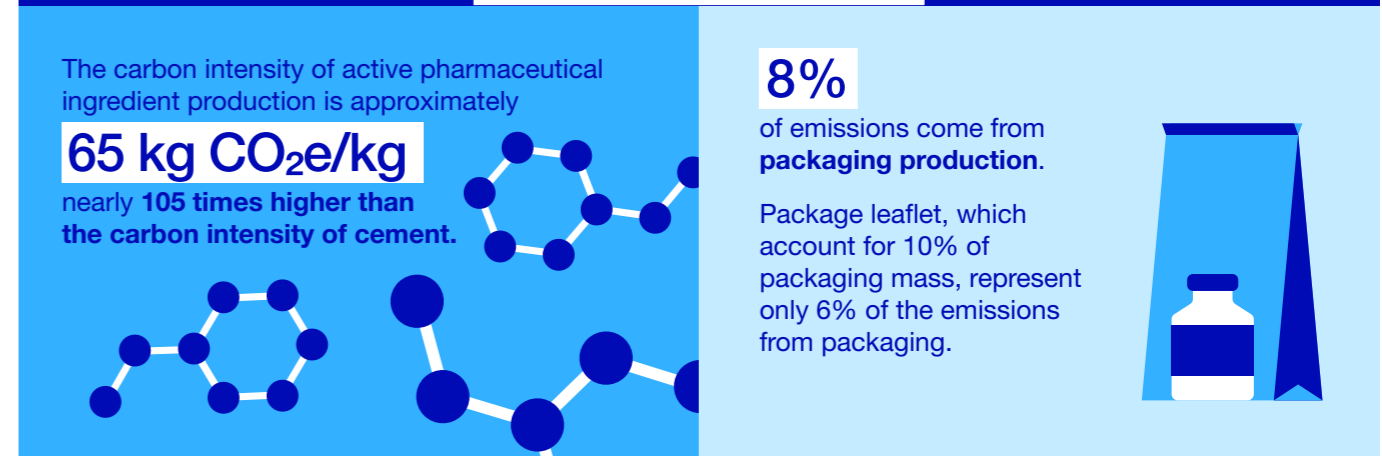 The carbon intensity of active pharmaceutical
ingredient production is approximately
65 kg CO₂e/kg
nearly 105 times higher than
the carbon intensity of cement.
8%
of emissions come from
packaging production.
Package leaflet, which
account for 10% of
packaging mass, represent
only 6% of the emissions
from packaging.